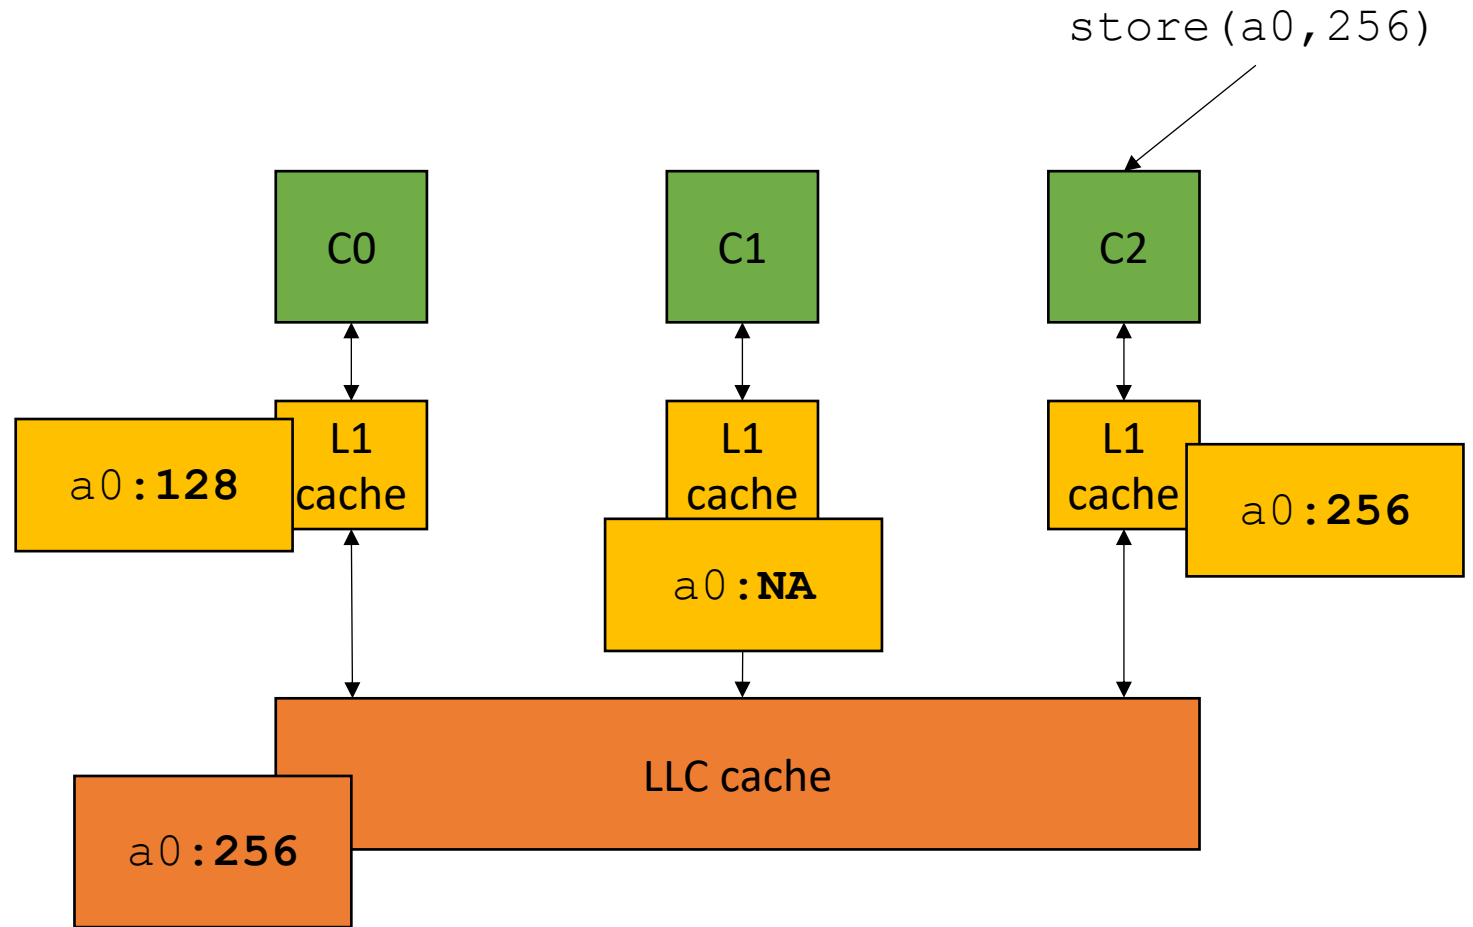 store(a0,256)
C0
C1
C2
L1
cache
a0:128
L1
cache
a0:NA
L1
cache
a0:256
LLC cache
a0:256